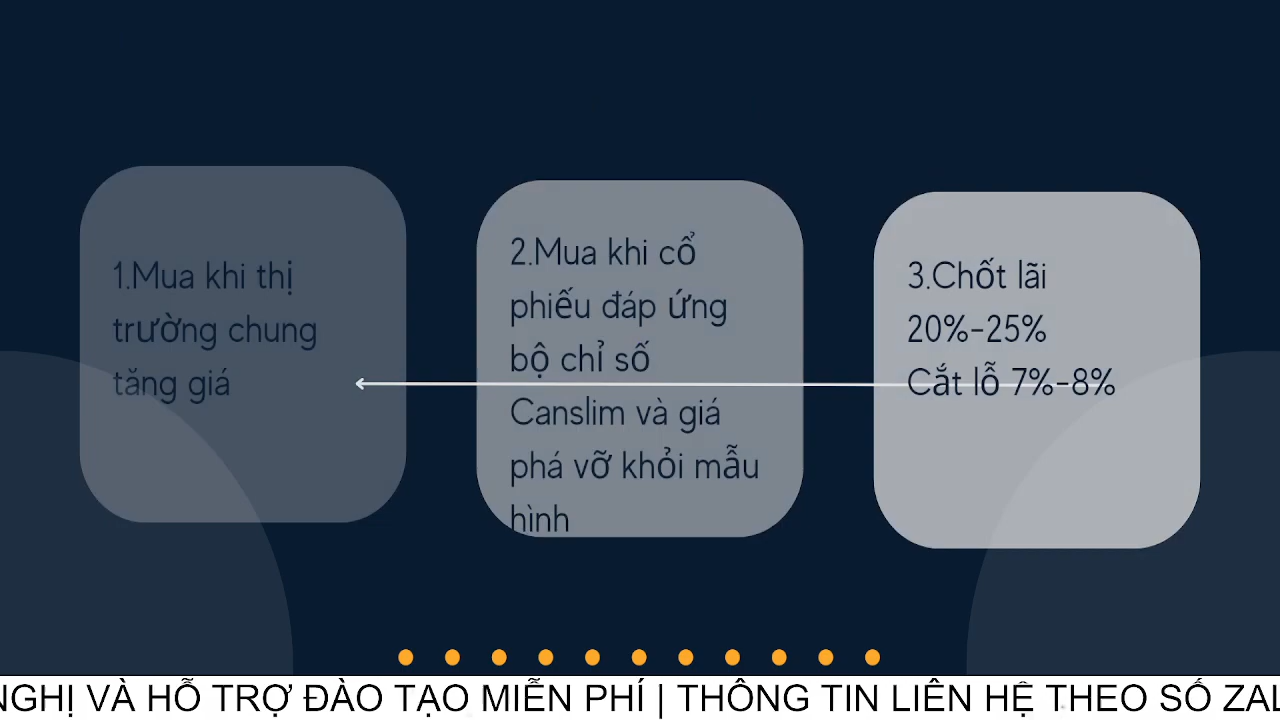 1.Mua khi thị
trường chung
tăng giá
2.Mua khi cổ
phiếu đáp ứng
bộ chỉ số
Canslim và giá
phá vỡ khỏi mẫu
hình
3.Chốt lãi
20%-25%
Cắt lỗ 7%-8%
NGHỊ VÀ HỖ TRỢ ĐÀO TẠO MIỄN PHÍ | THÔNG TIN LIÊN HỆ THEO SỐ ZAL